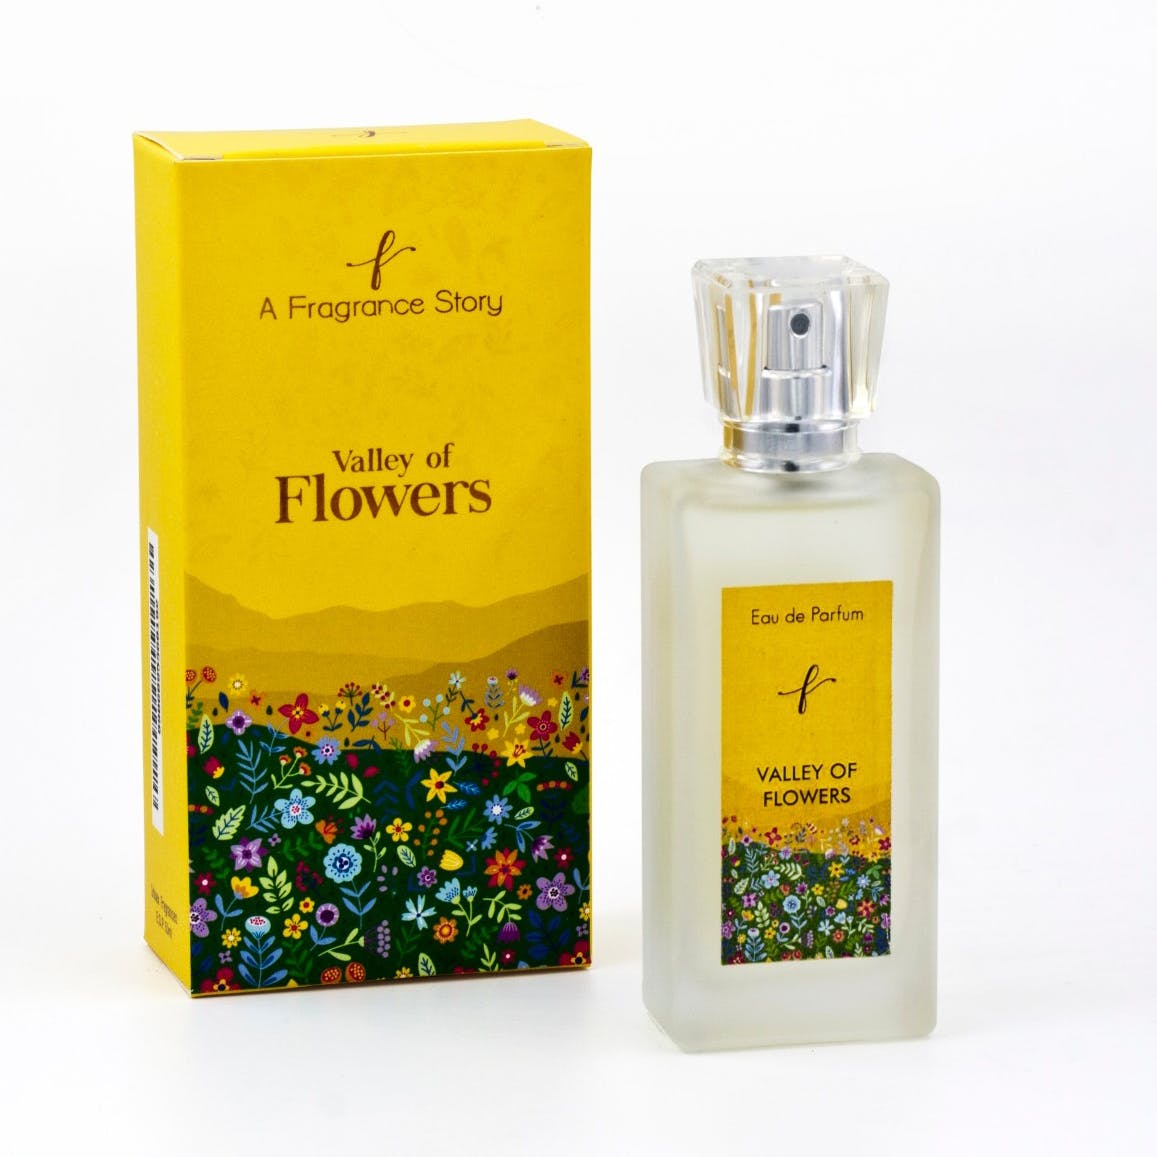 A Fragrance Story
Valley of
Flowers
Eau de Parfum
VALLEY OF
FLOWERS